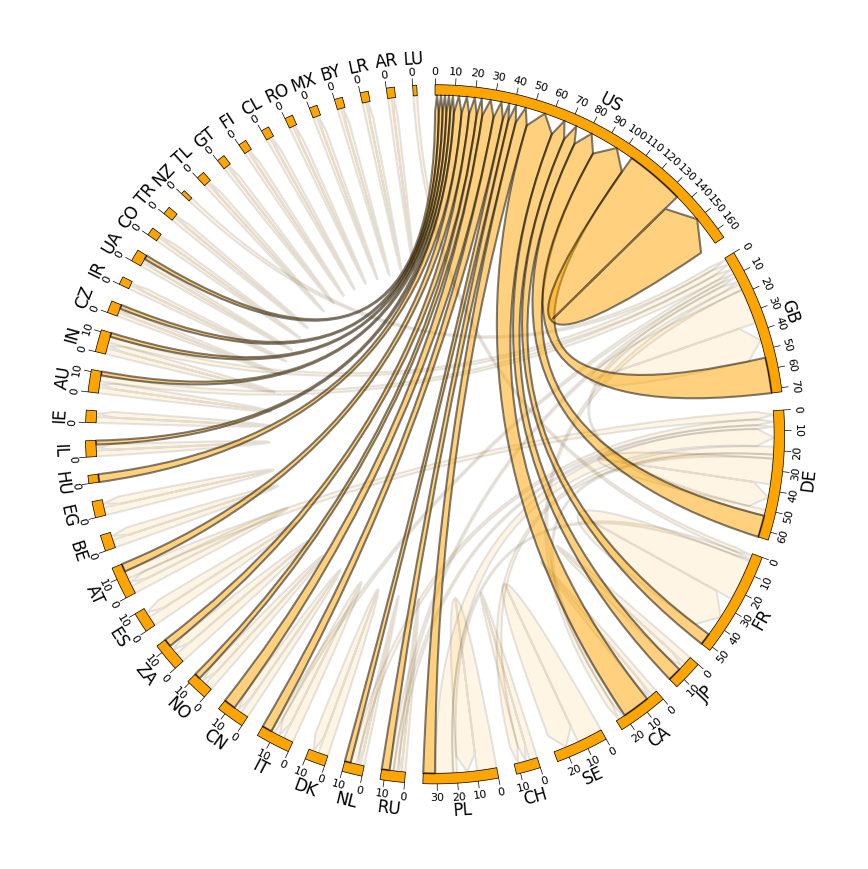 US
0 10 20 30 40 50 60 70 80 90 100 110 120 130 140 150 160
GB
0 10 20 30 40 50 60 70
DE
0 10 20 30 40 50 60
FR
0 10 20 30 40 50
JP
0 10
CA
0 10 20
SE
0 10 20
CH
0 10
PL
0 10 20 30
RU
0 10
NL
0 10
DK
0 10
IT
0 10
CN
0 10
NO
0 10
ZA
0 10
ES
0 10
AT
0 10
BE
0
EG
0
HU
0
IL
0
IE
0
AU
0 10
IN
0 10
CZ
0
IR
0
UA
0
CO
0
TR
0
NZ
0
TL
0
GT
0
FI
0
CL
0
RO
0
MX
0
BY
0
LR
0
AR
0
LU
0